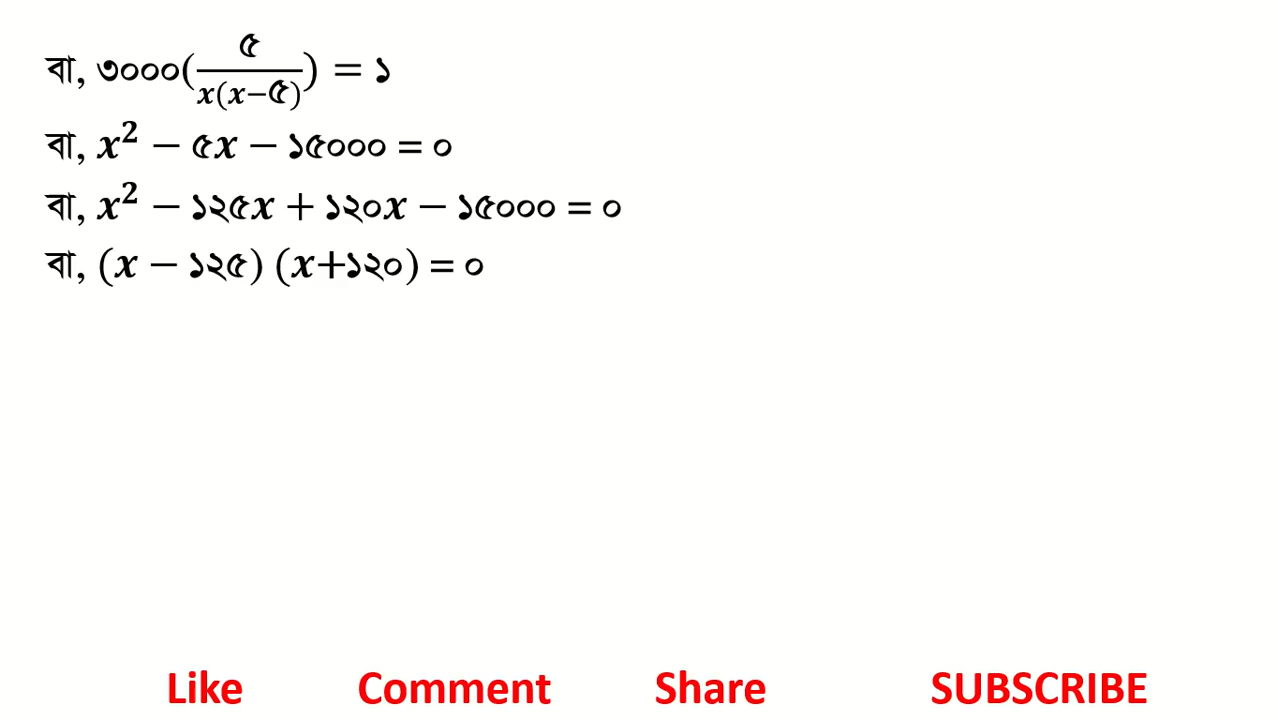 বা, ৩০০০(৫/x(x−৫)) = ১
বা, x² − ৫x − ১৫০০০ = ০
বা, x² − ১২৫x + ১২০x − ১৫০০০ = ০
বা, (x − ১২৫) (x+১২০) = ০
Like Comment Share SUBSCRIBE